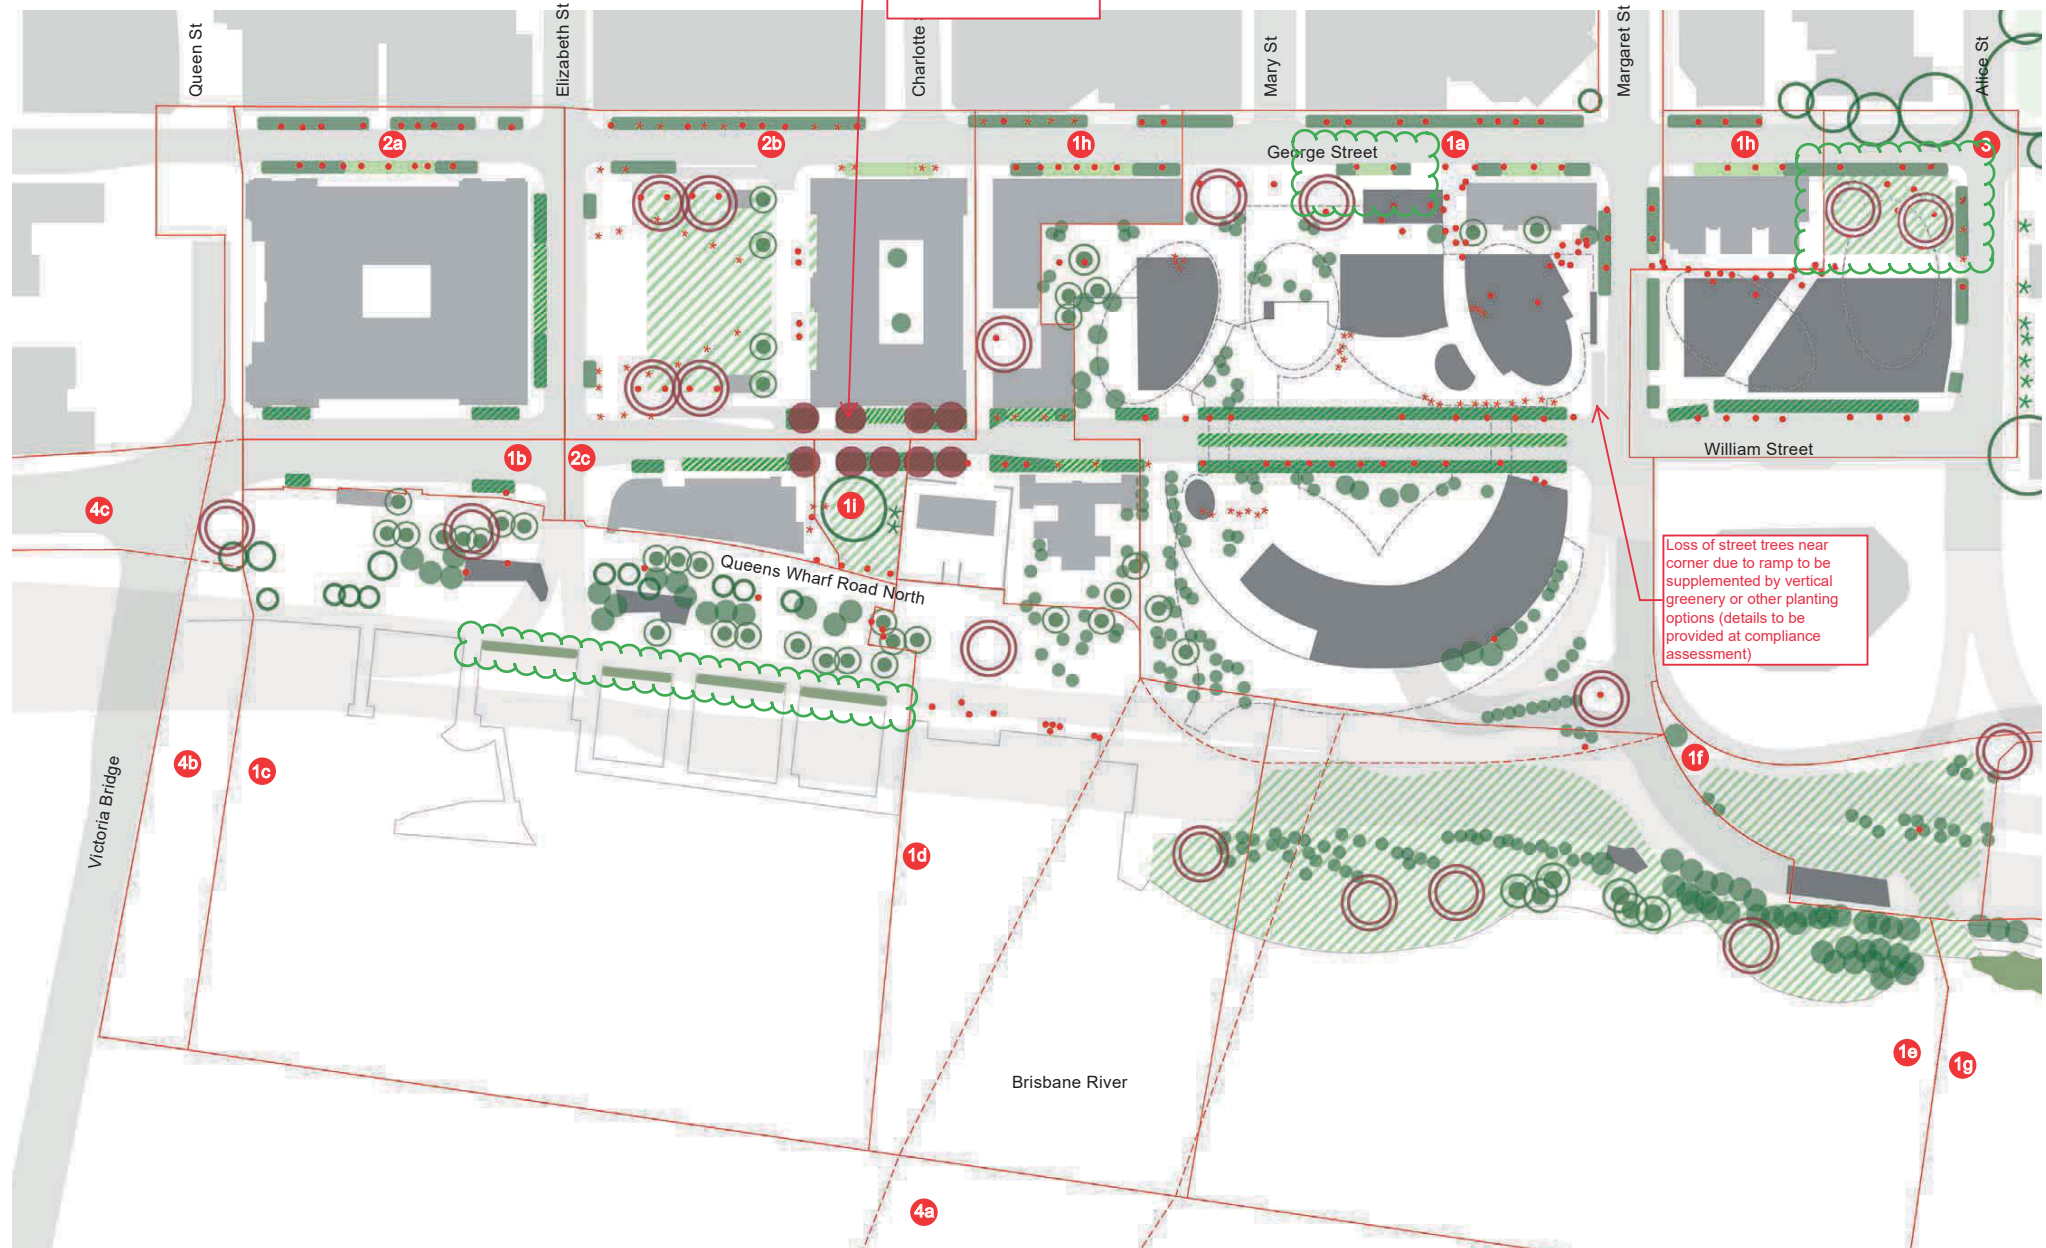 Queen St
Elizabeth St
Charlotte
Mary St
Margaret St
Alice St
2a
2b
1h
George Street
1a
1h
3
1b
2c
William Street
4c
1i
Queens Wharf Road North
Loss of street trees near
corner due to ramp to be
supplemented by vertical
greenery or other planting
options (details to be
provided at compliance
assessment)
4b
1c
1f
Victoria Bridge
1d
1e
1g
Brisbane River
4a